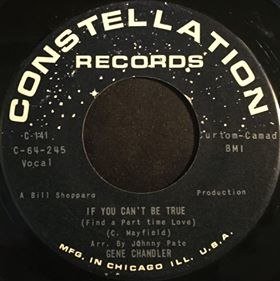 CONSTELLATION
RECORDS
C-141
C-64-245
Vocal
Curtom-Camad
BMI
A Bill Sheppard
Production
IF YOU CAN'T BE TRUE
(Find a Part time Love)
(C. Mayfield)
Arr. By Johnny Pate
GENE CHANDLER
MFG. IN CHICAGO ILL. U.S.A.